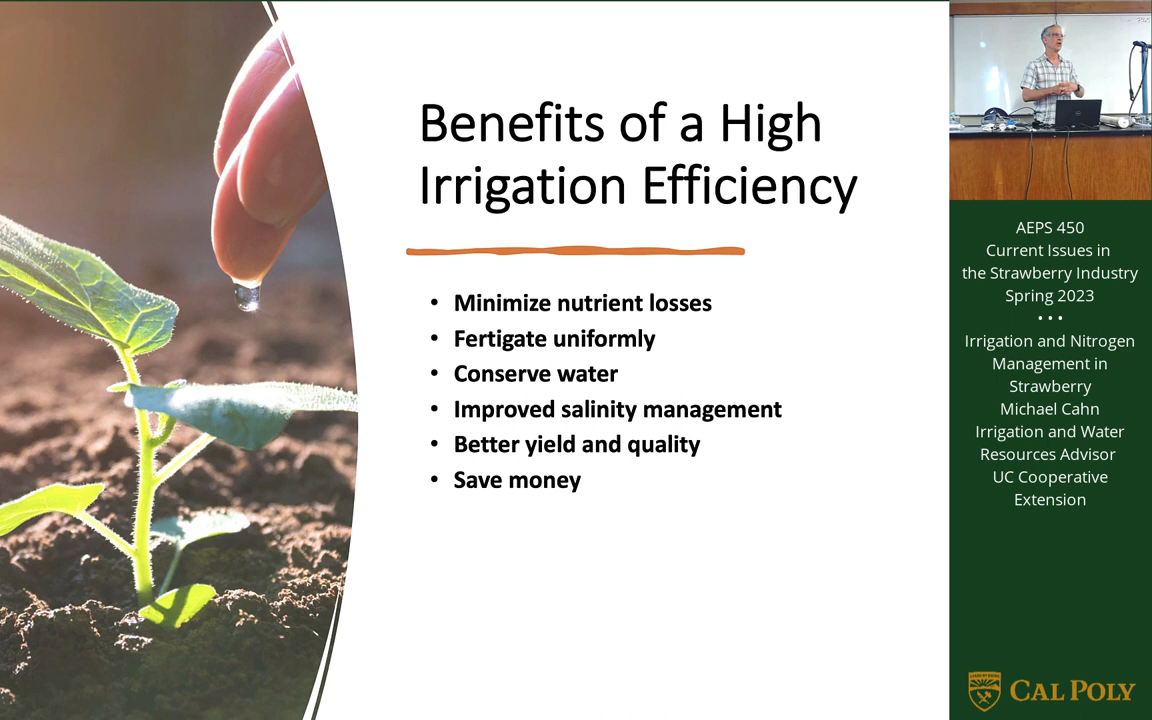 Benefits of a High
Irrigation Efficiency
• Minimize nutrient losses
• Fertigate uniformly
• Conserve water
• Improved salinity management
• Better yield and quality
• Save money
AEPS 450
Current Issues in
the Strawberry Industry
Spring 2023
• • •
Irrigation and Nitrogen
Management in
Strawberry
Michael Cahn
Irrigation and Water
Resources Advisor
UC Cooperative
Extension
CAL POLY